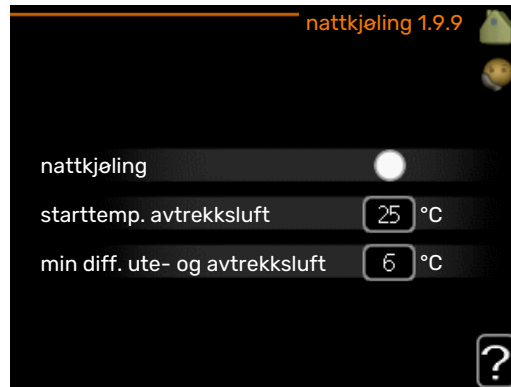 nattkjøling 1.9.9
nattkjøling
starttemp. avtrekksluft 25 °C
min diff. ute- og avtrekksluft 6 °C
?